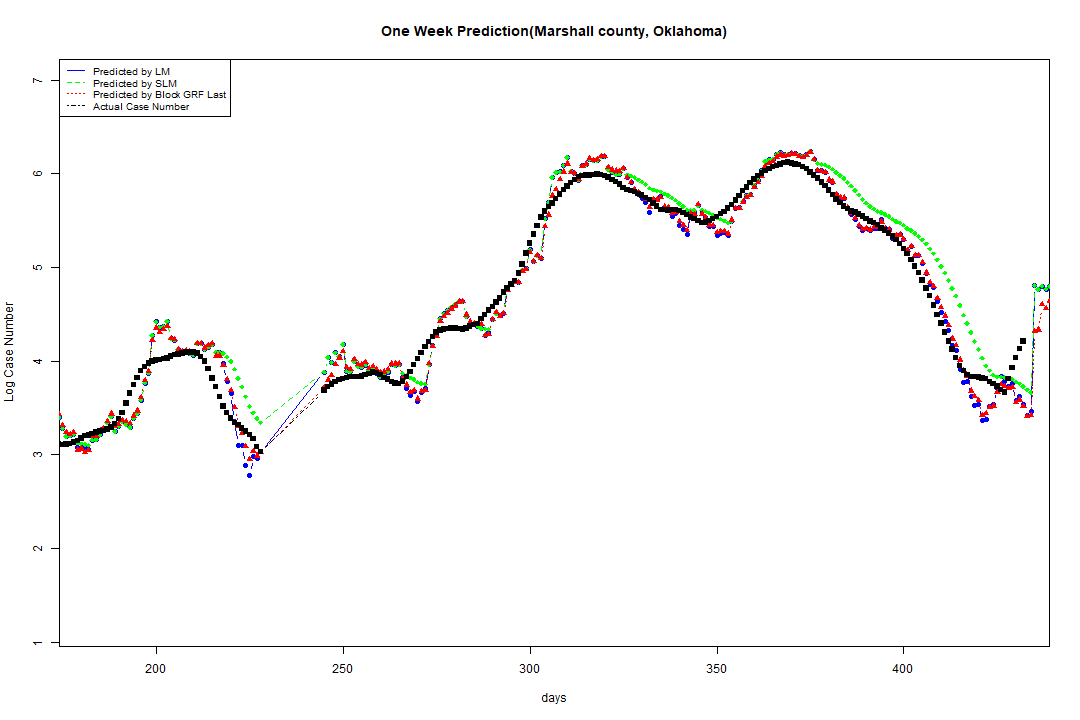 One Week Prediction(Marshall county, Oklahoma)
Predicted by LM
Predicted by SLM
Predicted by Block GRF Last
Actual Case Number
Log Case Number
7
6
5
4
3
2
1
200 250 300 350 400
days